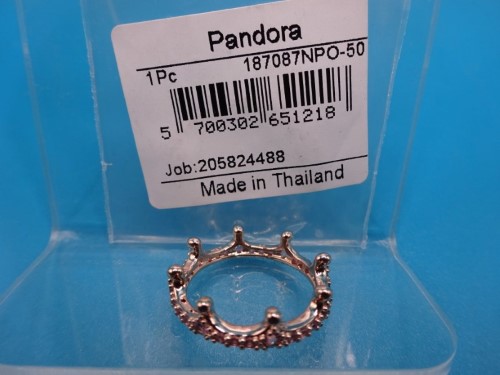 Pandora
1Pc 187087NPO-50
5 700302 651218
Job:205824488
Made in Thailand